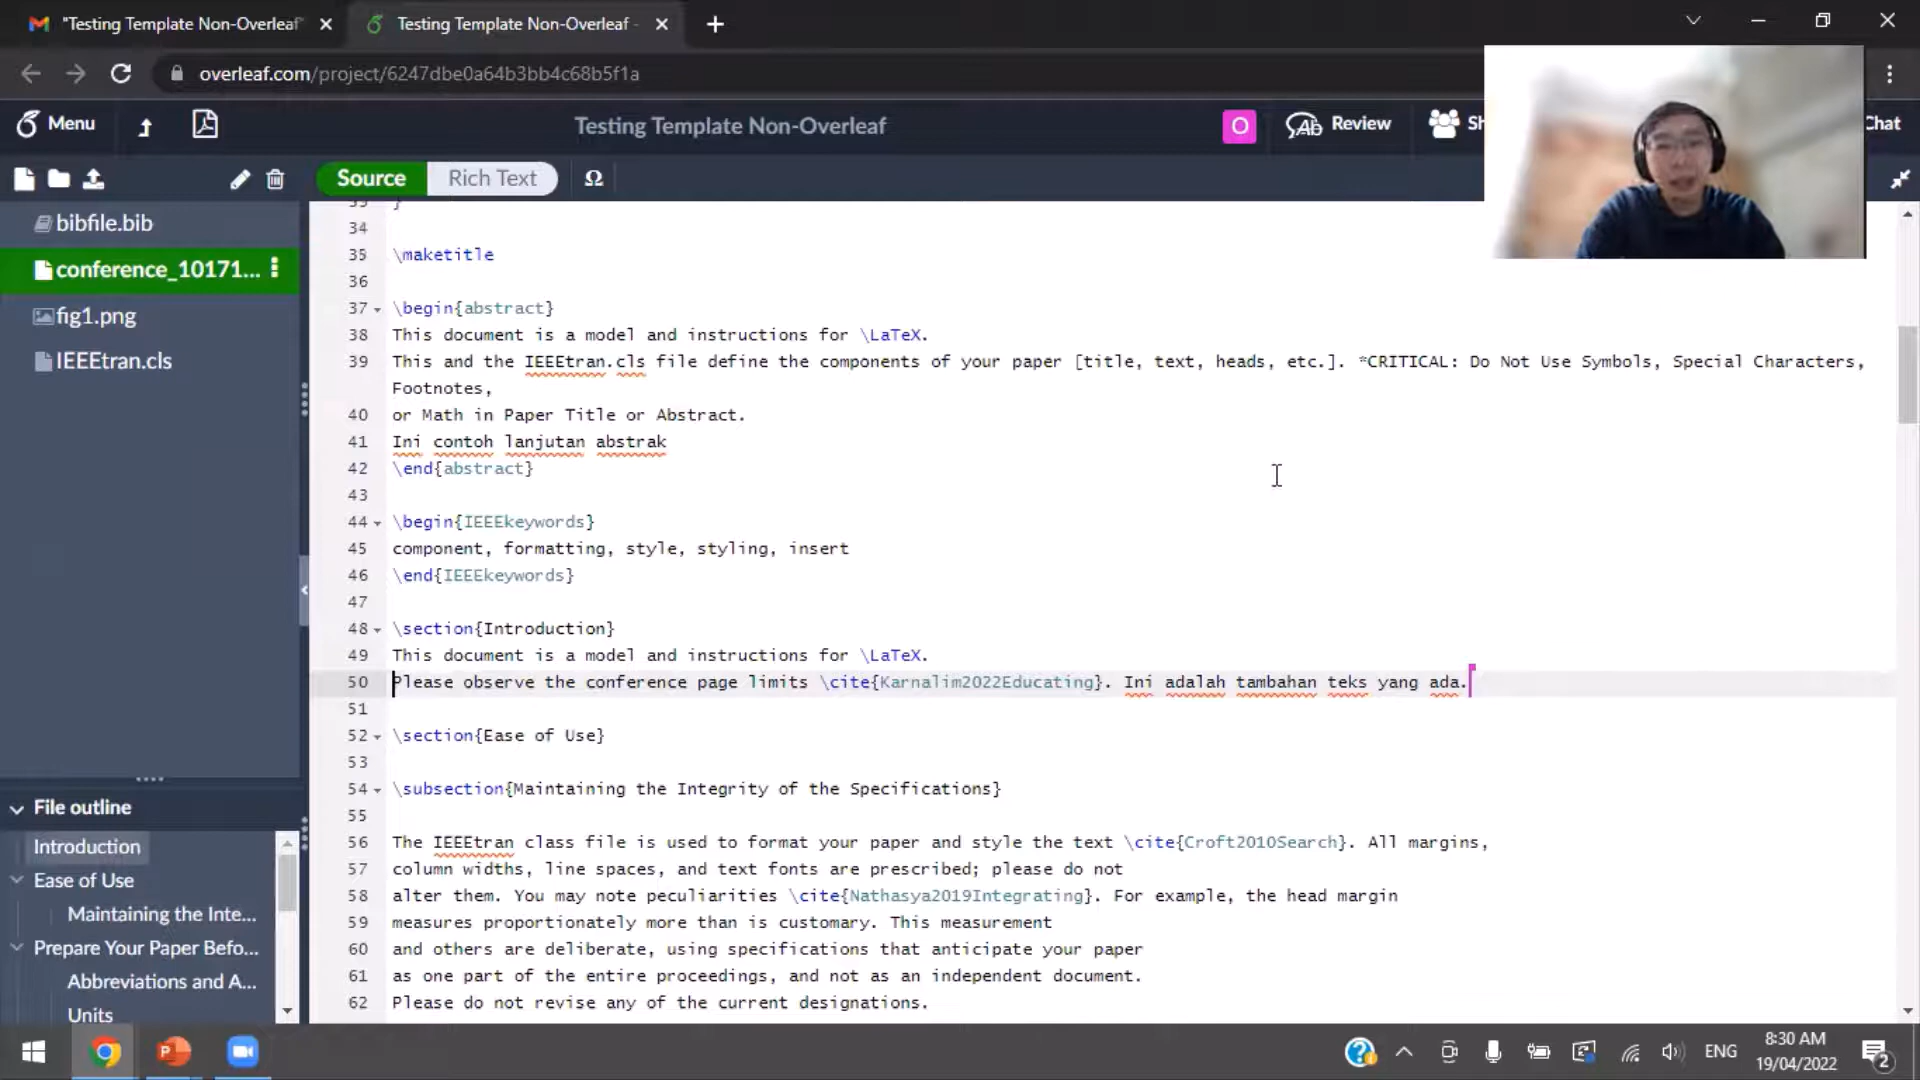 "Testing Template Non-Overleaf"
Testing Template Non-Overleaf -
overleaf.com/project/6247dbe0a64b3bb4c68b5f1a
Menu
Testing Template Non-Overleaf
O
Review
Sh
Chat
Source
Rich Text
Ω
bibfile.bib
conference_10171...
fig1.png
IEEEtran.cls
File outline
Introduction
Ease of Use
Maintaining the Inte...
Prepare Your Paper Befo...
Abbreviations and A...
Units
33 }
34
35 \maketitle
36
37 \begin{abstract}
38 This document is a model and instructions for \LaTeX.
39 This and the IEEEtran.cls file define the components of your paper [title, text, heads, etc.]. *CRITICAL: Do Not Use Symbols, Special Characters,
Footnotes,
40 or Math in Paper Title or Abstract.
41 Ini contoh lanjutan abstrak
42 \end{abstract}
43
44 \begin{IEEEkeywords}
45 component, formatting, style, styling, insert
46 \end{IEEEkeywords}
47
48 \section{Introduction}
49 This document is a model and instructions for \LaTeX.
50 Please observe the conference page limits \cite{Karnalim2022Educating}. Ini adalah tambahan teks yang ada.
51
52 \section{Ease of Use}
53
54 \subsection{Maintaining the Integrity of the Specifications}
55
56 The IEEEtran class file is used to format your paper and style the text \cite{Croft2010Search}. All margins,
57 column widths, line spaces, and text fonts are prescribed; please do not
58 alter them. You may note peculiarities \cite{Nathasya2019Integrating}. For example, the head margin
59 measures proportionately more than is customary. This measurement
60 and others are deliberate, using specifications that anticipate your paper
61 as one part of the entire proceedings, and not as an independent document.
62 Please do not revise any of the current designations.
ENG
8:30 AM
19/04/2022
2